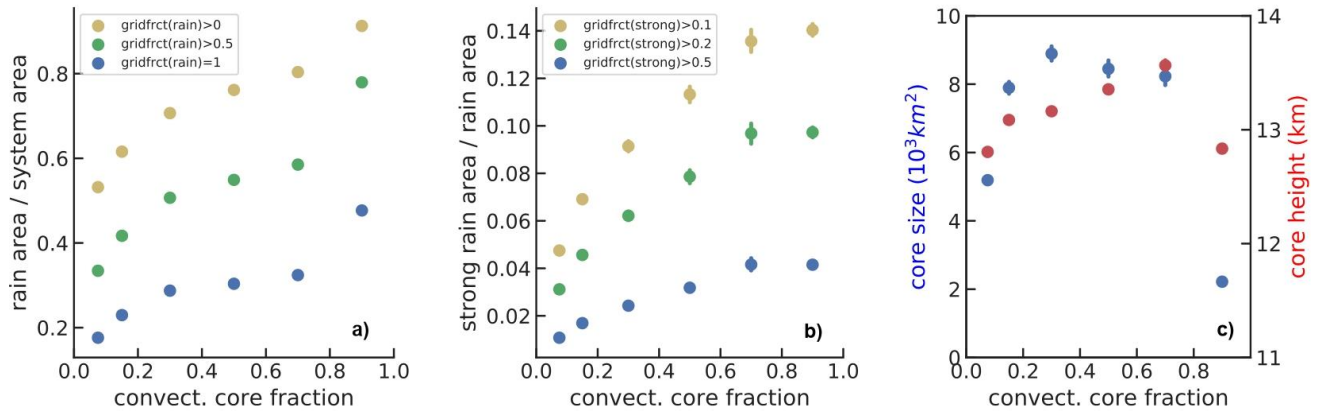 gridfrct(rain)>0
gridfrct(rain)>0.5
gridfrct(rain)=1
rain area / system area
0.8
0.6
0.4
0.2
a)
0.0 0.2 0.4 0.6 0.8 1.0
convect. core fraction
gridfrct(strong)>0.1
gridfrct(strong)>0.2
gridfrct(strong)>0.5
strong rain area / rain area
0.14
0.12
0.10
0.08
0.06
0.04
0.02
b)
0.0 0.2 0.4 0.6 0.8 1.0
convect. core fraction
core size (10³km²)
10
8
6
4
2
0
14
13
12
11
core height (km)
c)
0.0 0.2 0.4 0.6 0.8
convect. core fraction